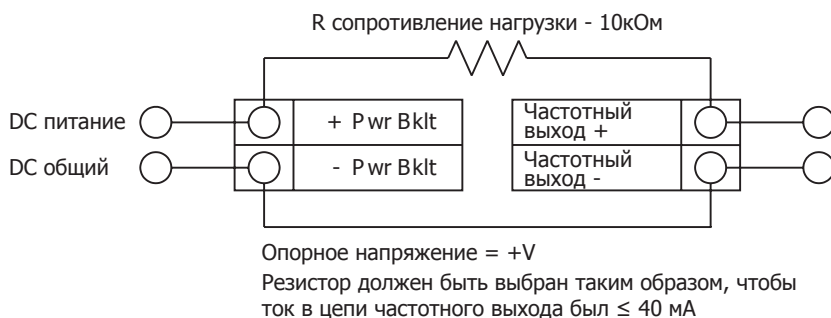 R сопротивление нагрузки - 10кОм
DC питание
+ Pwr Bklt
Частотный
выход +
DC общий
- Pwr Bklt
Частотный
выход -
Опорное напряжение = +V
Резистор должен быть выбран таким образом, чтобы
ток в цепи частотного выхода был ≤ 40 мА